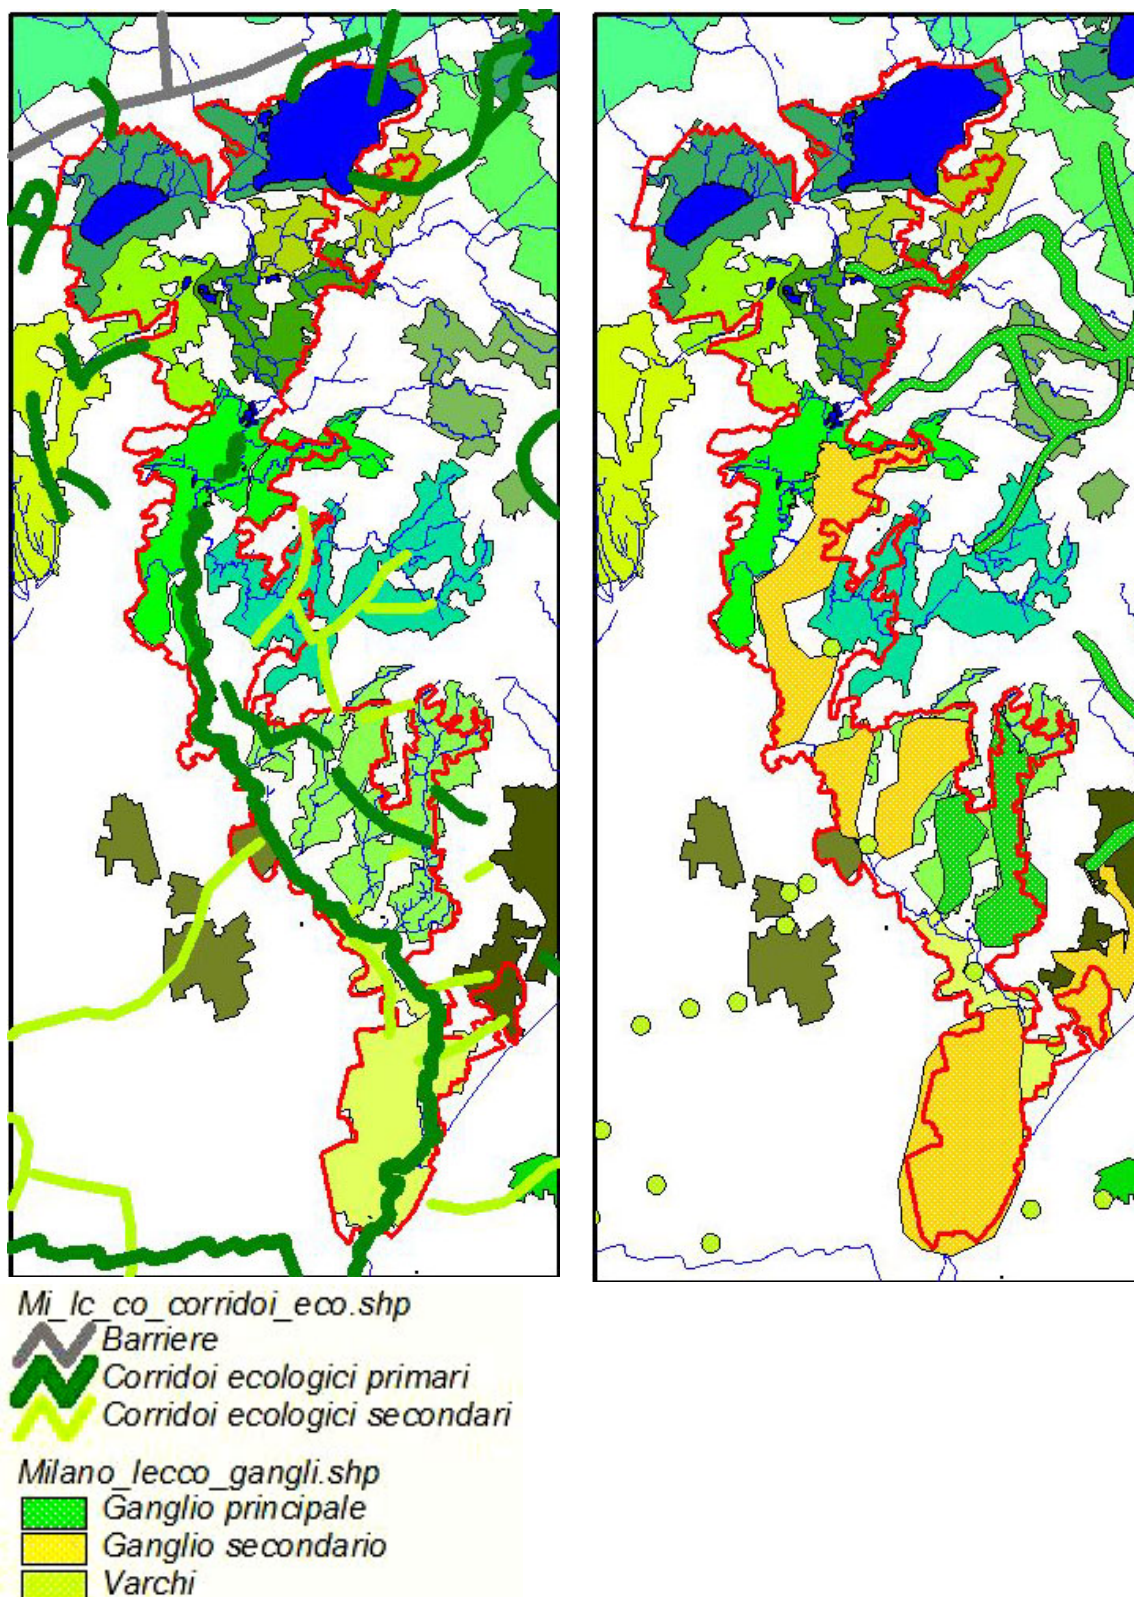 Mi_lc_co_corridoi_eco.shp
Barriere
Corridoi ecologici primari
Corridoi ecologici secondari
Milano_lecco_gangli.shp
Ganglio principale
Ganglio secondario
Varchi